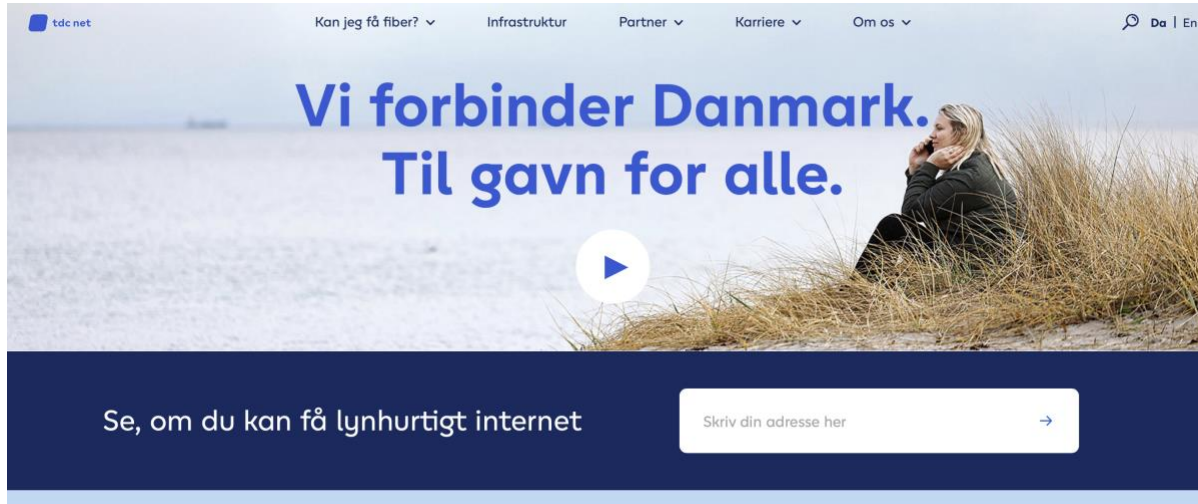 tdc net
Kan jeg få fiber? Infrastruktur Partner Karriere Om os Da | En
Vi forbinder Danmark.
Til gavn for alle.
Se, om du kan få lynhurtigt internet
Skriv din adresse her